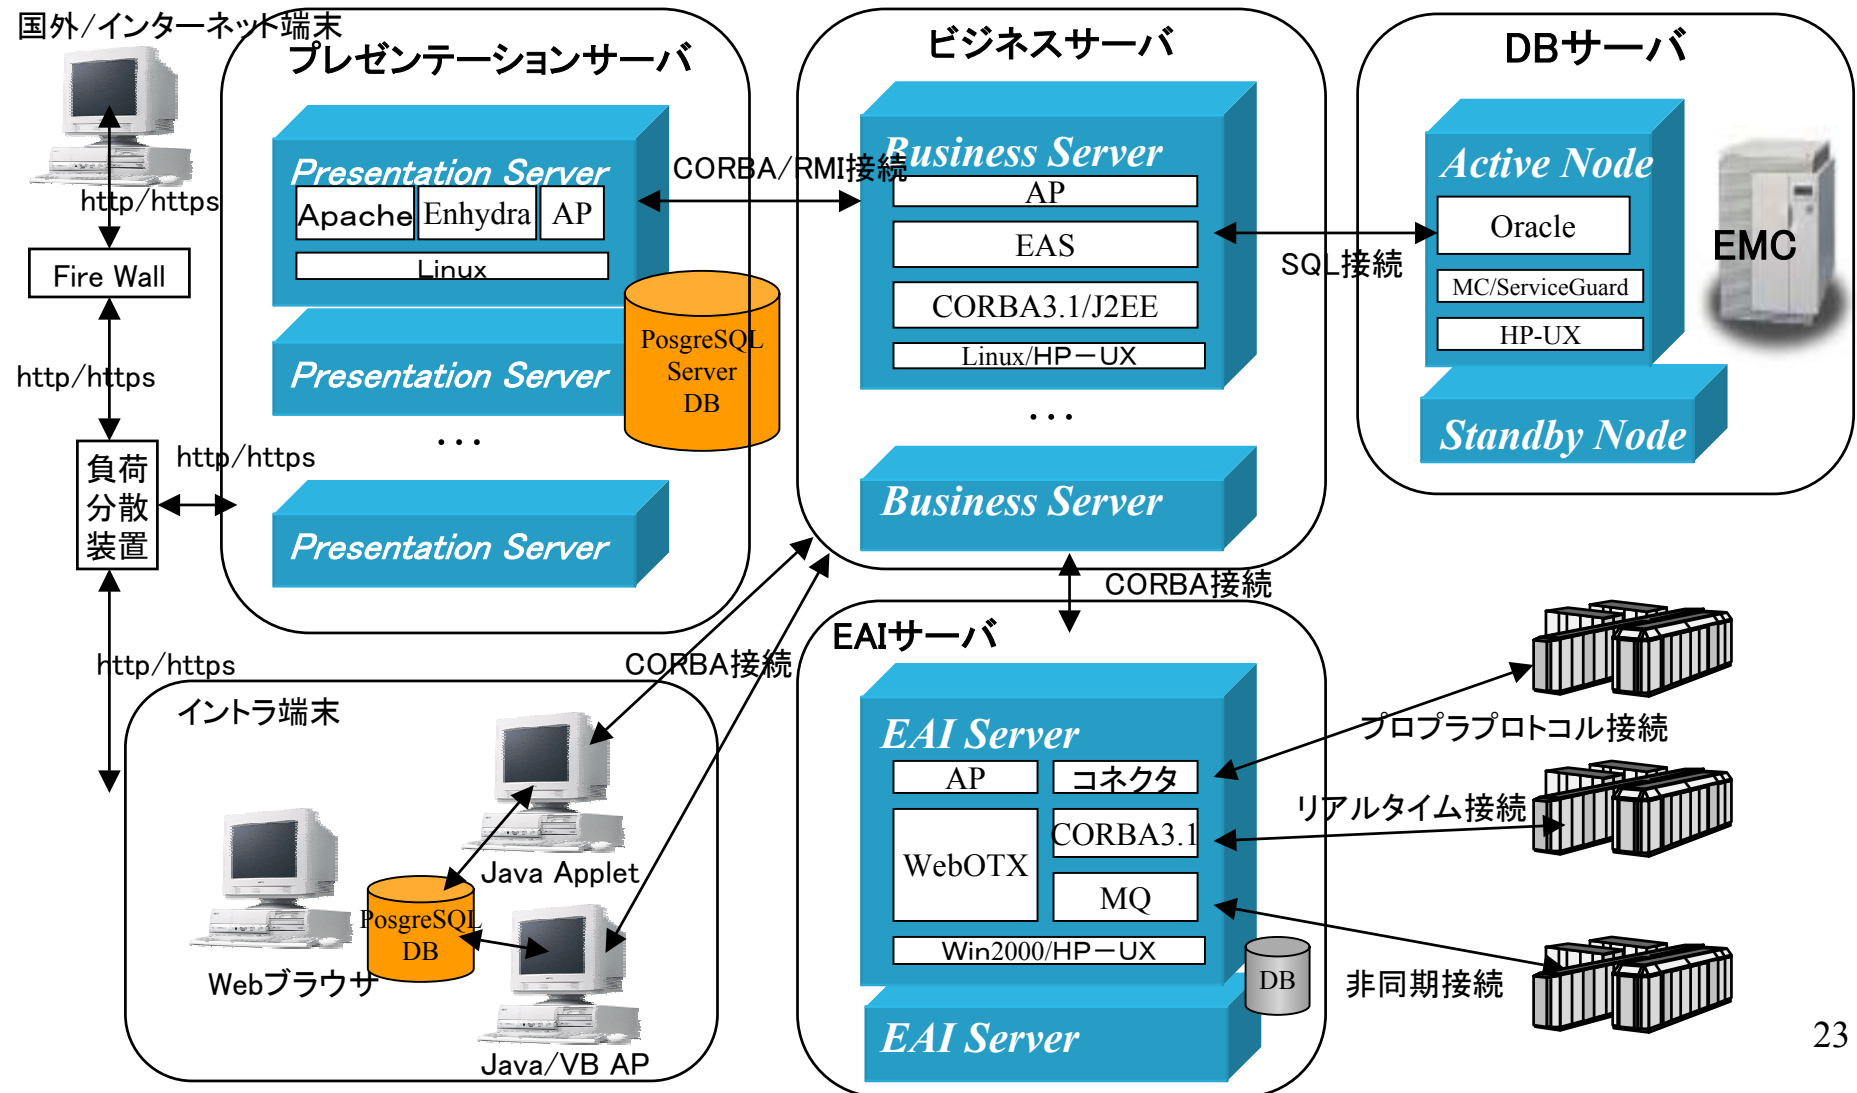 国外/インターネット端末
http/https
Fire Wall
http/https
負荷
分散
装置
http/https
http/https
プレゼンテーションサーバ
Presentation Server
Apache
Enhydra
AP
Linux
Presentation Server
...
Presentation Server
PosgreSQL
Server
DB
CORBA/RMI接続
ビジネスサーバ
Business Server
AP
EAS
CORBA3.1/J2EE
Linux/HP－UX
...
Business Server
SQL接続
DBサーバ
Active Node
Oracle
MC/ServiceGuard
HP-UX
Standby Node
EMC
CORBA接続
CORBA接続
イントラ端末
Webブラウザ
PosgreSQL
DB
Java Applet
Java/VB AP
EAIサーバ
EAI Server
AP
コネクタ
WebOTX
CORBA3.1
MQ
Win2000/HP－UX
DB
EAI Server
プロプラプロトコル接続
リアルタイム接続
非同期接続
23